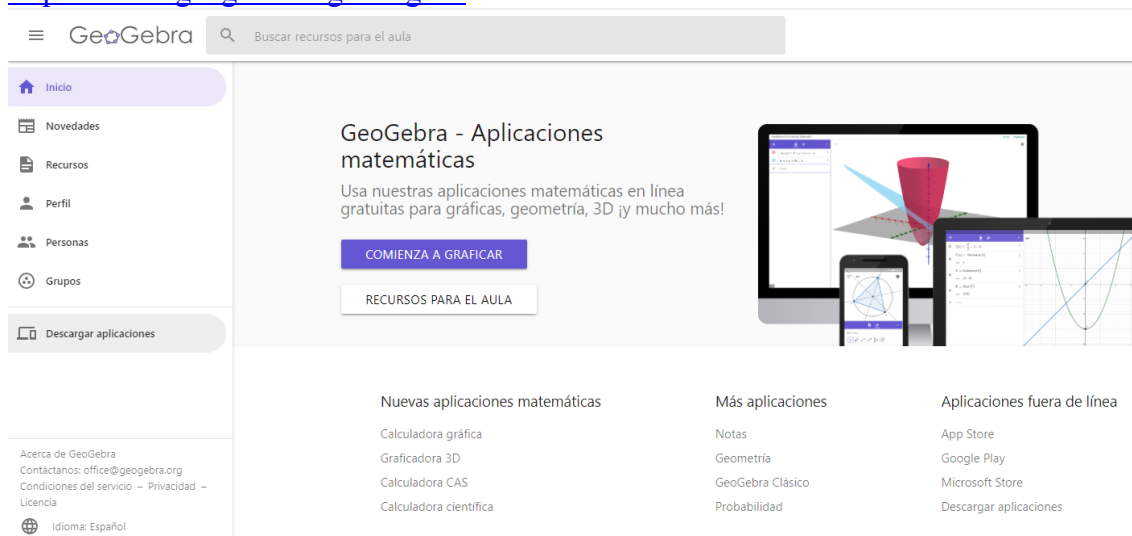 GeoGebra
Buscar recursos para el aula
Inicio
Novedades
Recursos
Perfil
Personas
Grupos
Descargar aplicaciones
Acerca de GeoGebra
Contáctanos: office@geogebra.org
Condiciones del servicio – Privacidad –
Licencia
Idioma: Español
GeoGebra - Aplicaciones
matemáticas
Usa nuestras aplicaciones matemáticas en línea
gratuitas para gráficas, geometría, 3D ¡y mucho más!
COMIENZA A GRAFICAR
RECURSOS PARA EL AULA
Nuevas aplicaciones matemáticas
Calculadora gráfica
Graficadora 3D
Calculadora CAS
Calculadora científica
Más aplicaciones
Notas
Geometría
GeoGebra Clásico
Probabilidad
Aplicaciones fuera de línea
App Store
Google Play
Microsoft Store
Descargar aplicaciones